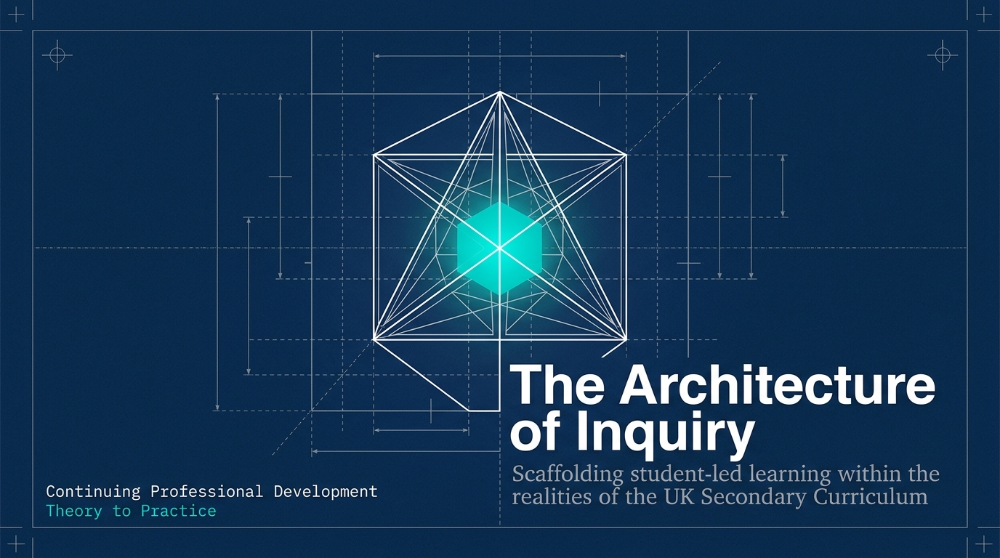 The Architecture
of Inquiry
Scaffolding student-led learning within the
realities of the UK Secondary Curriculum
Continuing Professional Development
Theory to Practice